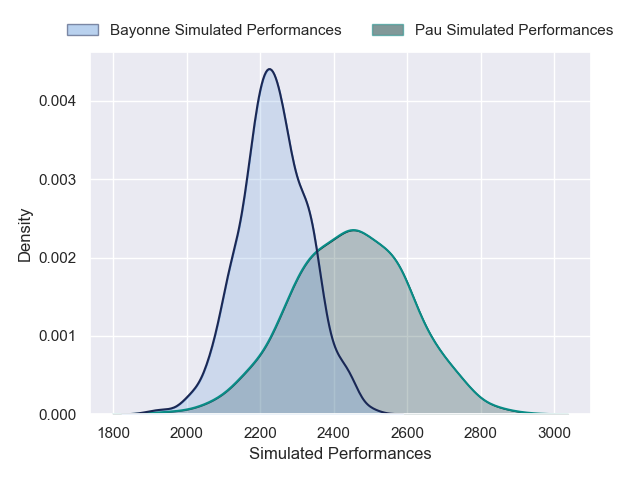 Bayonne Simulated Performances Pau Simulated Performances
0.004
0.003
0.002
0.001
0.000
Density
1800 2000 2200 2400 2600 2800 3000
Simulated Performances